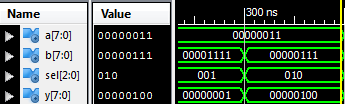 Name Value 300 ns
a[7:0] 00000011 00000011
b[7:0] 00000111 00001111 00000111
sel[2:0] 010 001 010
y[7:0] 00000100 00000001 00000100